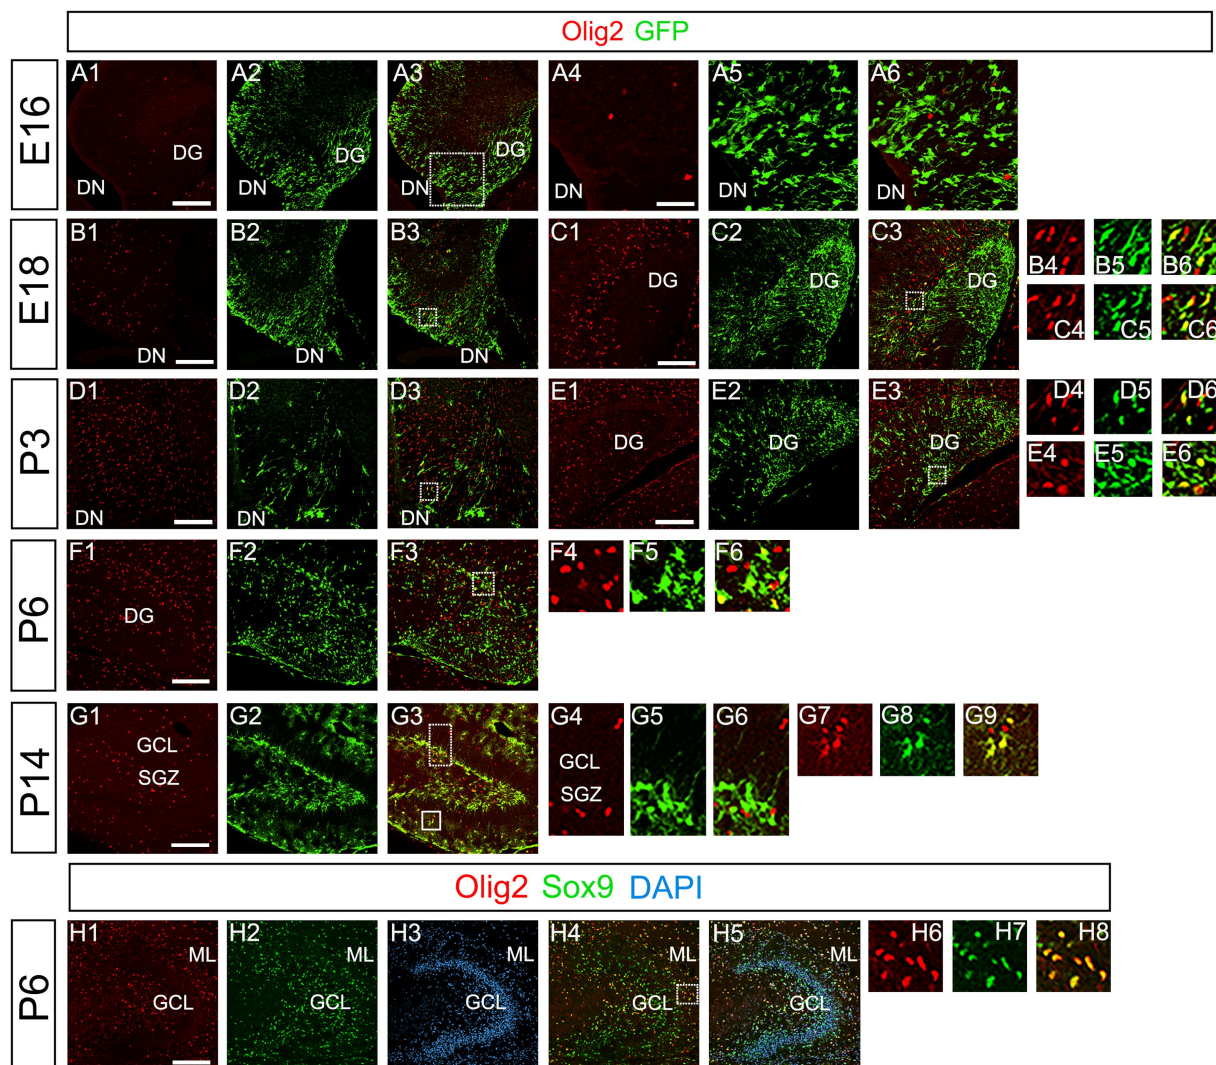 Olig2 GFP
E16
A1 A2 A3 A4 A5 A6
DG DG DG
DN DN DN DN DN DN
E18
B1 B2 B3 C1 C2 C3
B4 B5 B6
DG DG DG
C4 C5 C6
DN DN DN
P3
D1 D2 D3 E1 E2 E3
D4 D5 D6
DG DG DG
E4 E5 E6
DN DN DN
P6
F1 F2 F3 F4 F5 F6
DG
P14
G1 G2 G3 G4 G5 G6 G7 G8 G9
GCL GCL
SGZ SGZ
Olig2 Sox9 DAPI
P6
H1 H2 H3 H4 H5 H6 H7 H8
ML ML ML ML ML
GCL GCL GCL GCL GCL